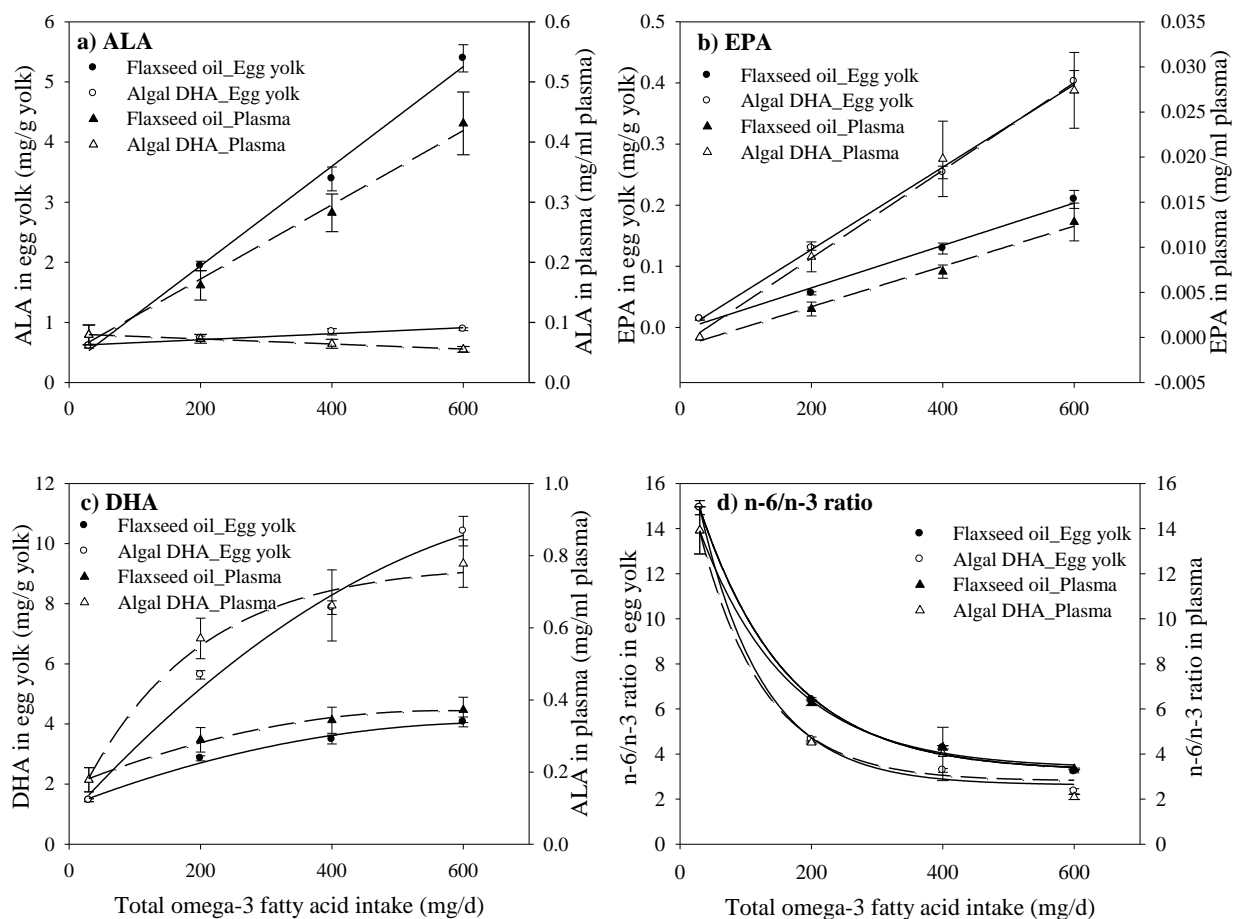 a) ALA
Flaxseed oil_Egg yolk
Algal DHA_Egg yolk
Flaxseed oil_Plasma
Algal DHA_Plasma
ALA in egg yolk (mg/g yolk)
6
5
4
3
2
1
0
ALA in plasma (mg/ml plasma)
0.6
0.5
0.4
0.3
0.2
0.1
0.0
0
200
400
600
b) EPA
Flaxseed oil_Egg yolk
Algal DHA_Egg yolk
Flaxseed oil_Plasma
Algal DHA_Plasma
EPA in egg yolk (mg/g yolk)
0.5
0.4
0.3
0.2
0.1
0.0
EPA in plasma (mg/ml plasma)
0.035
0.030
0.025
0.020
0.015
0.010
0.005
0.000
-0.005
0
200
400
600
c) DHA
Flaxseed oil_Egg yolk
Algal DHA_Egg yolk
Flaxseed oil_Plasma
Algal DHA_Plasma
DHA in egg yolk (mg/g yolk)
12
10
8
6
4
2
0
ALA in plasma (mg/ml plasma)
1.0
0.8
0.6
0.4
0.2
0.0
0
200
400
600
Total omega-3 fatty acid intake (mg/d)
d) n-6/n-3 ratio
Flaxseed oil_Egg yolk
Algal DHA_Egg yolk
Flaxseed oil_Plasma
Algal DHA_Plasma
n-6/n-3 ratio in egg yolk
16
14
12
10
8
6
4
2
0
n-6/n-3 ratio in plasma
16
14
12
10
8
6
4
2
0
0
200
400
600
Total omega-3 fatty acid intake (mg/d)